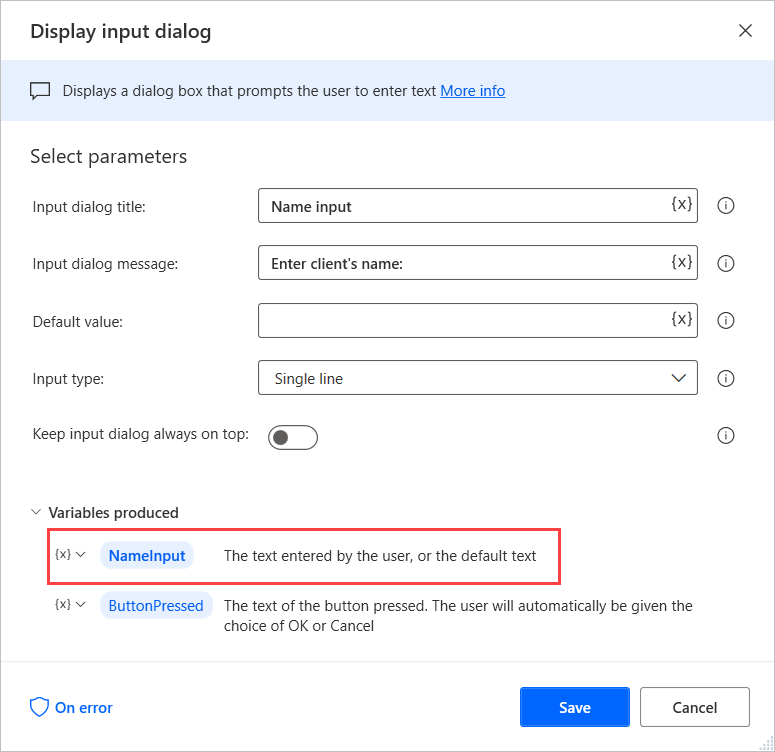 Display input dialog
Displays a dialog box that prompts the user to enter text More info
Select parameters
Input dialog title: Name input {x}
Input dialog message: Enter client's name: {x}
Default value: {x}
Input type: Single line
Keep input dialog always on top:
Variables produced
{x} NameInput The text entered by the user, or the default text
{x} ButtonPressed The text of the button pressed. The user will automatically be given the
choice of OK or Cancel
On error Save Cancel